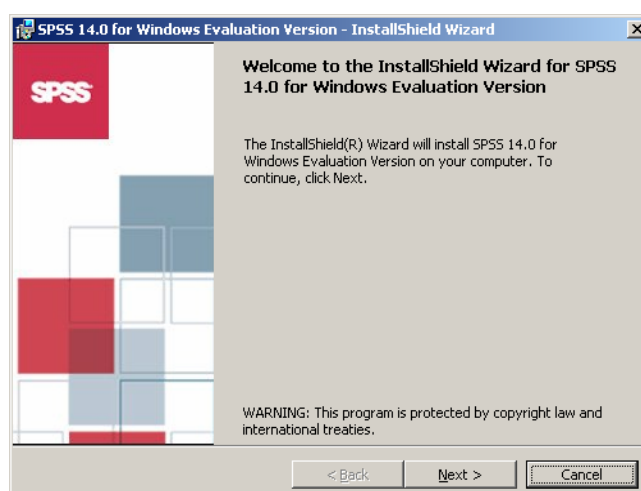 SPSS 14.0 for Windows Evaluation Version - InstallShield Wizard
SPSS
Welcome to the InstallShield Wizard for SPSS
14.0 for Windows Evaluation Version
The InstallShield(R) Wizard will install SPSS 14.0 for
Windows Evaluation Version on your computer. To
continue, click Next.
WARNING: This program is protected by copyright law and
international treaties.
< Back
Next >
Cancel